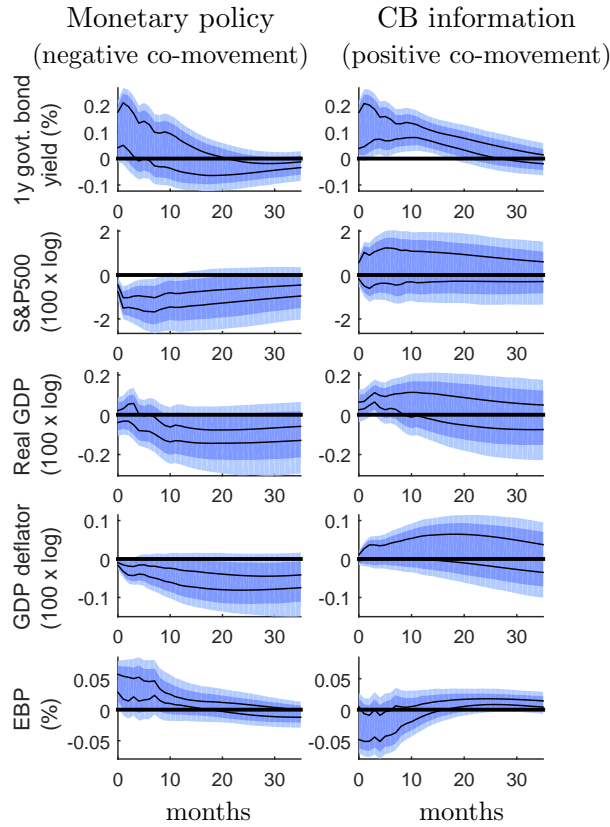 Monetary policy
(negative co-movement)
CB information
(positive co-movement)
1y govt. bond
yield (%)
0.2
0.1
0
-0.1
0 10 20 30
0.2
0.1
0
-0.1
0 10 20 30
S&P500
(100 x log)
2
0
-2
0 10 20 30
2
0
-2
0 10 20 30
Real GDP
(100 x log)
0.2
0
-0.2
0 10 20 30
0.2
0
-0.2
0 10 20 30
GDP deflator
(100 x log)
0.1
0
-0.1
0 10 20 30
0.1
0
-0.1
0 10 20 30
EBP
(%)
0.05
0
-0.05
0 10 20 30
0.05
0
-0.05
0 10 20 30
months
months